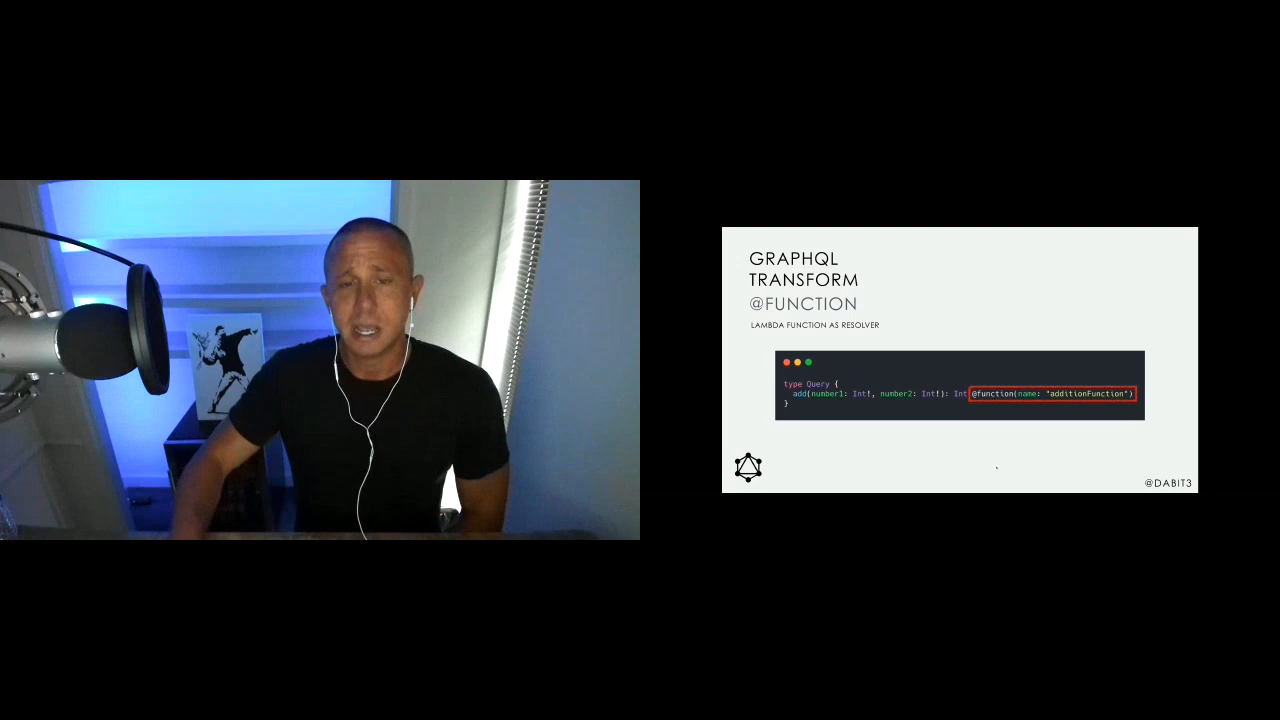 GRAPHQL
TRANSFORM
@FUNCTION
LAMBDA FUNCTION AS RESOLVER
type Query {
add(number1: Int!, number2: Int!): Int @function(name: "additionFunction")
}
@DABIT3